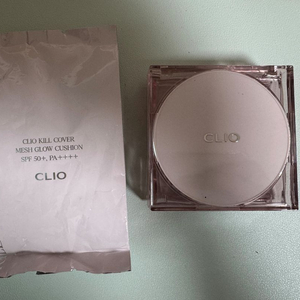 CLIO KILL COVER
MESH GLOW CUSHION
SPF 50+, PA++++
CLIO
CLIO